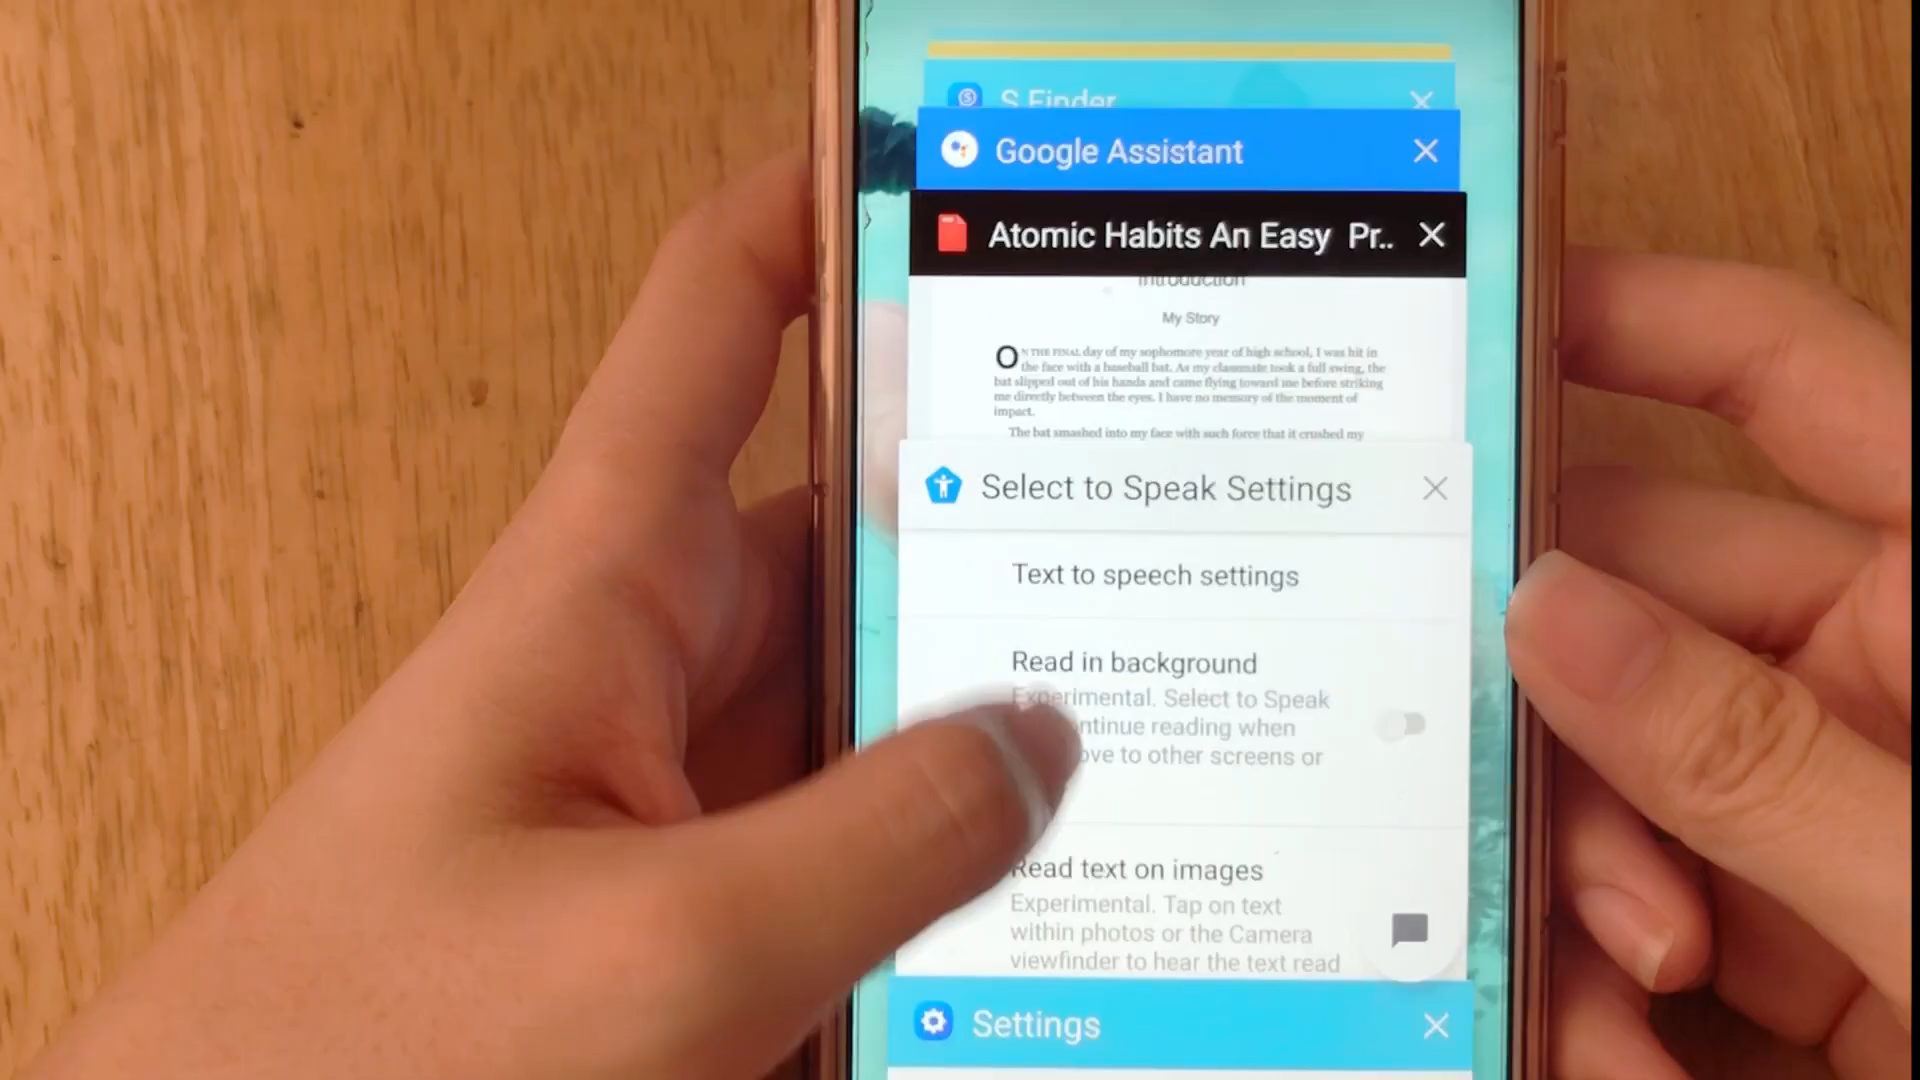 S Finder
Google Assistant
Atomic Habits An Easy Pr..
Introduction
My Story
ON THE FINAL day of my sophomore year of high school, I was hit in
the face with a baseball bat. As my classmate took a full swing, the
bat slipped out of his hands and came flying toward me before striking
me directly between the eyes. I have no memory of the moment of
impact.
The bat smashed into my face with such force that it crushed my
Select to Speak Settings
Text to speech settings
Read in background
Experimental. Select to Speak
ontinue reading when
ove to other screens or
Read text on images
Experimental. Tap on text
within photos or the Camera
viewfinder to hear the text read
Settings